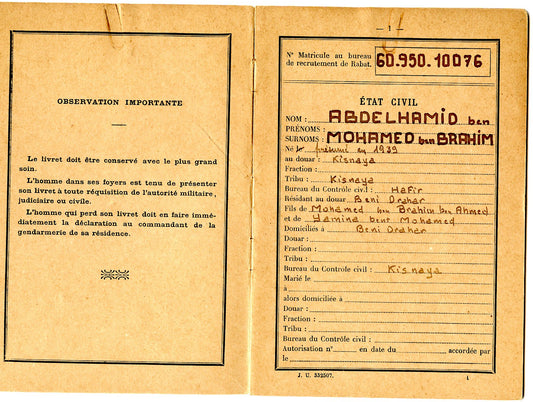 OBSERVATION IMPORTANTE
Le livret doit être conservé avec le plus grand
soin.
L'homme dans ses foyers est tenu de présenter
son livret à toute réquisition de l'autorité militaire,
judiciaire ou civile.
L'homme qui perd son livret doit en faire immé-
diatement la déclaration au commandant de la
gendarmerie de sa résidence.
— 1 —
N° Matricule au bureau
de recrutement de Rabat.
60.950.10076
ÉTAT CIVIL
NOM : ABDELHAMID ben
PRÉNOMS :
SURNOMS : MOHAMED ben BRAHIM
Né le présumé en 1939
au douar : Kisnaya
Fraction :
Tribu : Kisnaya
Bureau du Contrôle civil : Hafir
Résidant au douar Beni Drahar
Fils de Mohamed ben Brahim ben Ahmed
et de Yamina bent Mohamed
Domiciliés à Beni Drahar
Douar :
Fraction :
Tribu :
Bureau du Contrôle civil : Kisnaya
Marié le
à
alors domiciliée à
Douar :
Fraction :
Tribu :
Bureau du Contrôle civil :
Autorisation n° en date du accordée par
le
J. U. 352507.
1